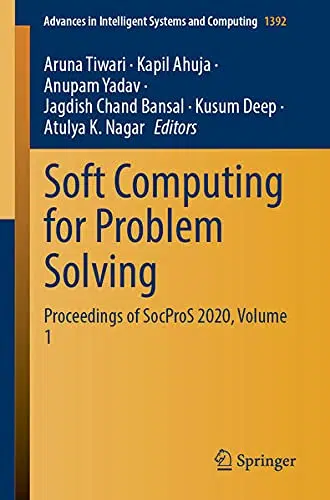 Advances in Intelligent Systems and Computing 1392
Aruna Tiwari · Kapil Ahuja ·
Anupam Yadav ·
Jagdish Chand Bansal · Kusum Deep ·
Atulya K. Nagar Editors
Soft Computing
for Problem
Solving
Proceedings of SocProS 2020, Volume
1
Springer